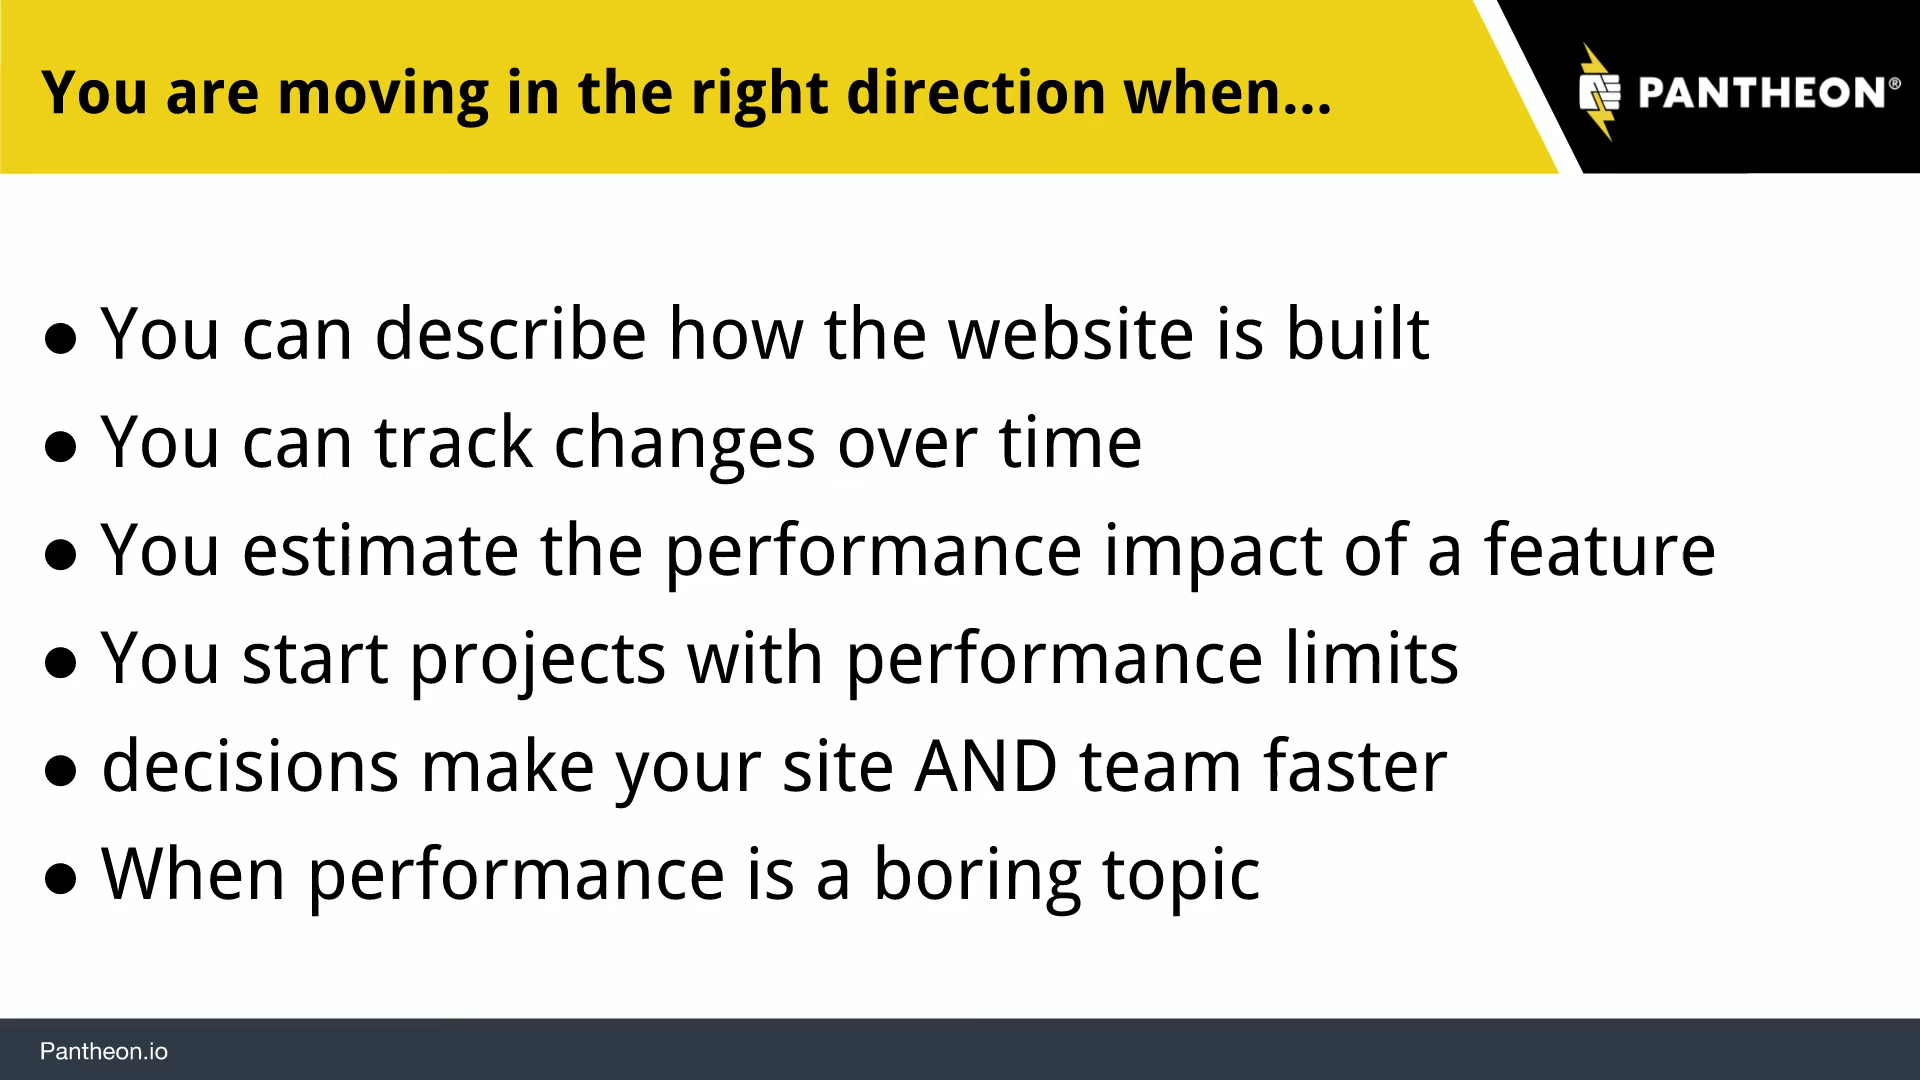 You are moving in the right direction when...
PANTHEON®
● You can describe how the website is built
● You can track changes over time
● You estimate the performance impact of a feature
● You start projects with performance limits
● decisions make your site AND team faster
● When performance is a boring topic
Pantheon.io